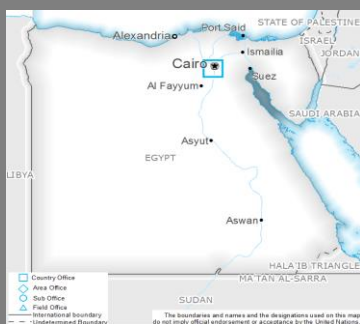 STATE OF PALESTINE
Port Said
Alexandria
ISRAEL
Ismailia
JORDAN
Cairo
Suez
Al Fayyum
SAUDI ARABIA
Asyut
EGYPT
LIBYA
Aswan
HALA'IB TRIANGLE
MA'TAN AL-SARRA
Country Office
Area Office
Sub Office
Field Office
International boundary
Undetermined Boundary
SUDAN
The boundaries and names and the designations used on this map
do not imply official endorsement or acceptance by the United Nations.